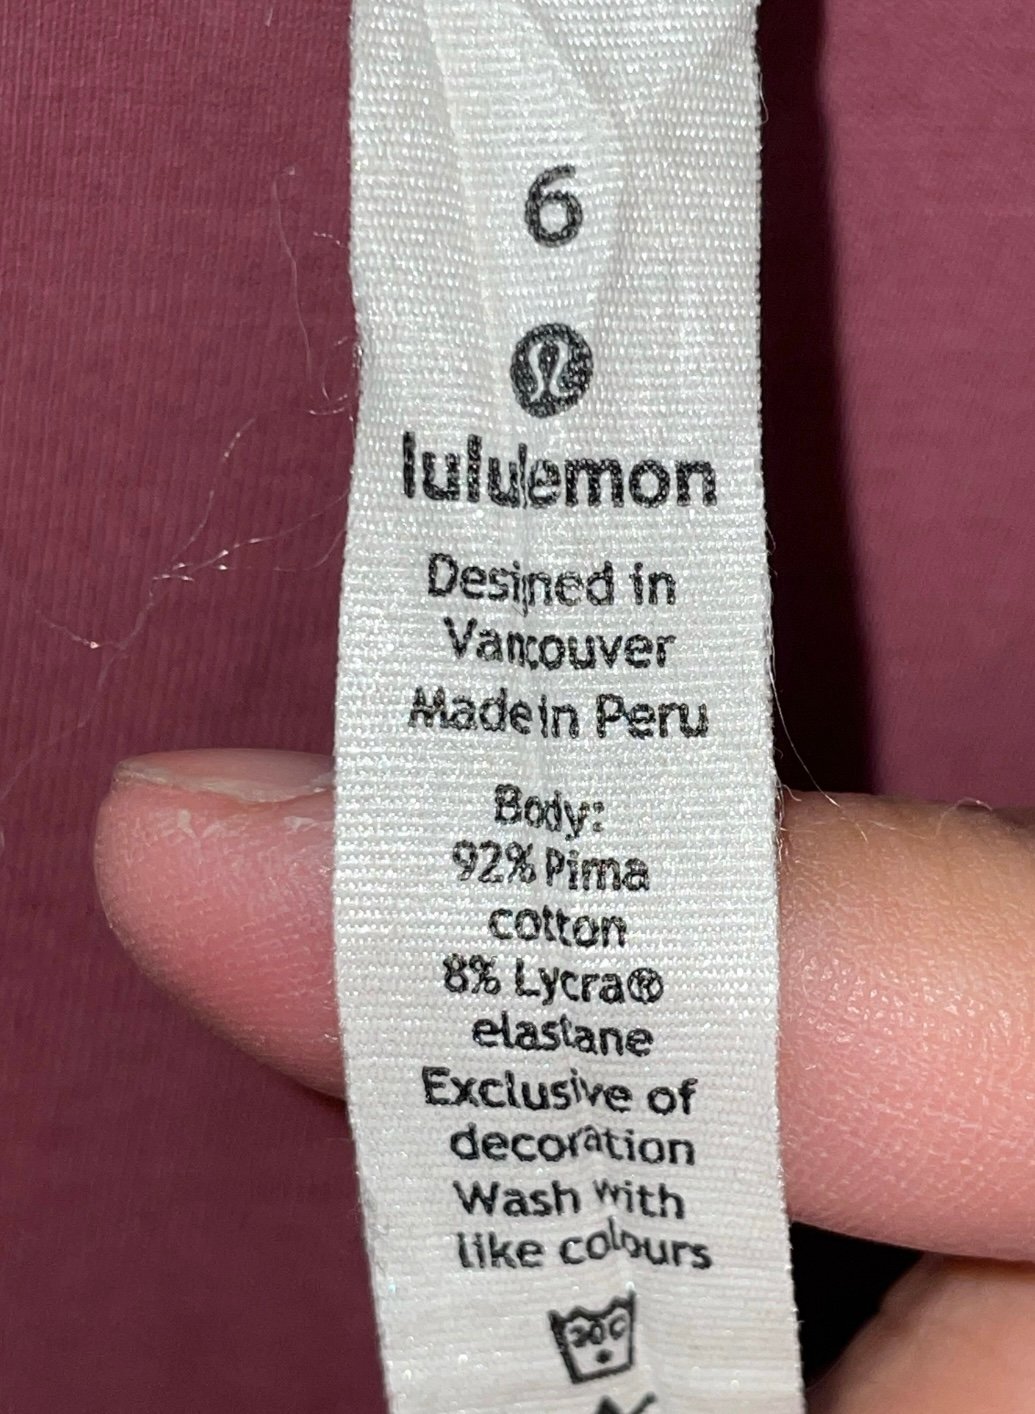 6
lululemon
Designed in
Vancouver
Made in Peru
Body:
92% Pima
cotton
8% Lycra®
elastane
Exclusive of
decoration
Wash with
like colours
30C